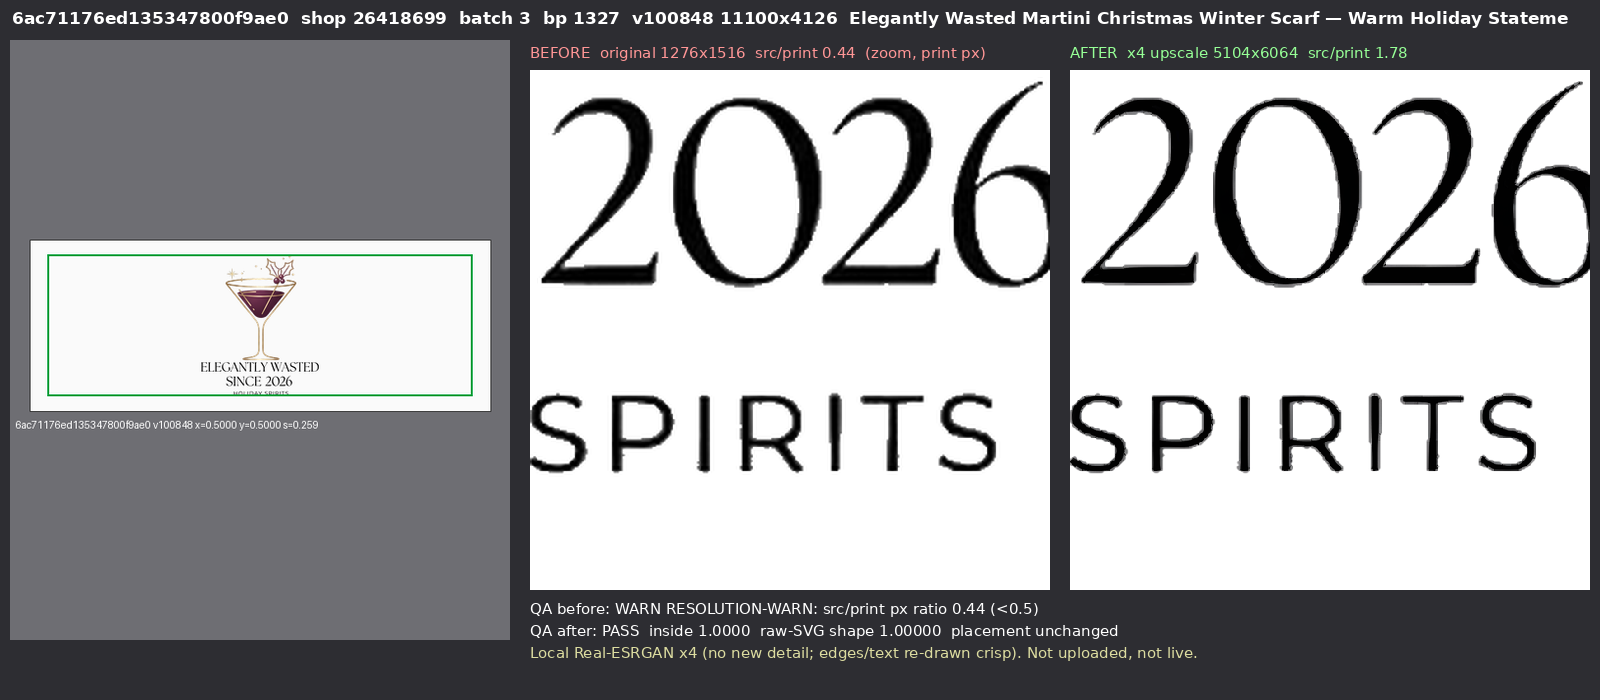 6ac71176ed135347800f9ae0 shop 26418699 batch 3 bp 1327 v100848 11100x4126 Elegantly Wasted Martini Christmas Winter Scarf — Warm Holiday Stateme
BEFORE original 1276x1516 src/print 0.44 (zoom, print px)
AFTER x4 upscale 5104x6064 src/print 1.78
ELEGANTLY WASTED
SINCE 2026
HOLIDAY SPIRITS
6ac71176ed135347800f9ae0 v100848 x=0.5000 y=0.5000 s=0.259
2026
SPIRITS
2026
SPIRITS
QA before: WARN RESOLUTION-WARN: src/print px ratio 0.44 (<0.5)
QA after: PASS inside 1.0000 raw-SVG shape 1.00000 placement unchanged
Local Real-ESRGAN x4 (no new detail; edges/text re-drawn crisp). Not uploaded, not live.